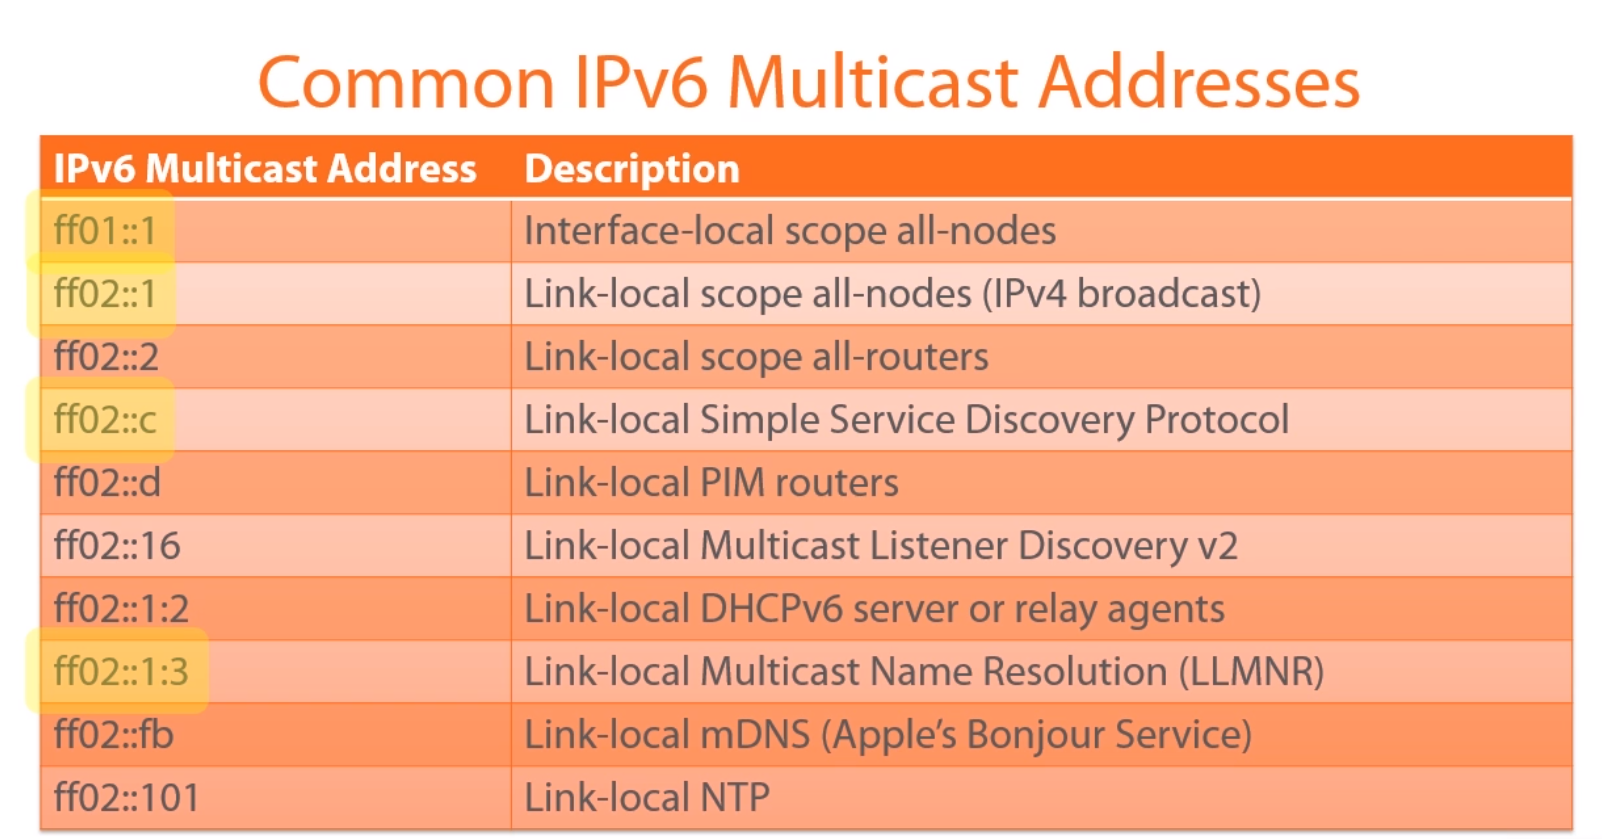 Common IPv6 Multicast Addresses
IPv6 Multicast Address Description
ff01::1 Interface-local scope all-nodes
ff02::1 Link-local scope all-nodes (IPv4 broadcast)
ff02::2 Link-local scope all-routers
ff02::c Link-local Simple Service Discovery Protocol
ff02::d Link-local PIM routers
ff02::16 Link-local Multicast Listener Discovery v2
ff02::1:2 Link-local DHCPv6 server or relay agents
ff02::1:3 Link-local Multicast Name Resolution (LLMNR)
ff02::fb Link-local mDNS (Apple’s Bonjour Service)
ff02::101 Link-local NTP